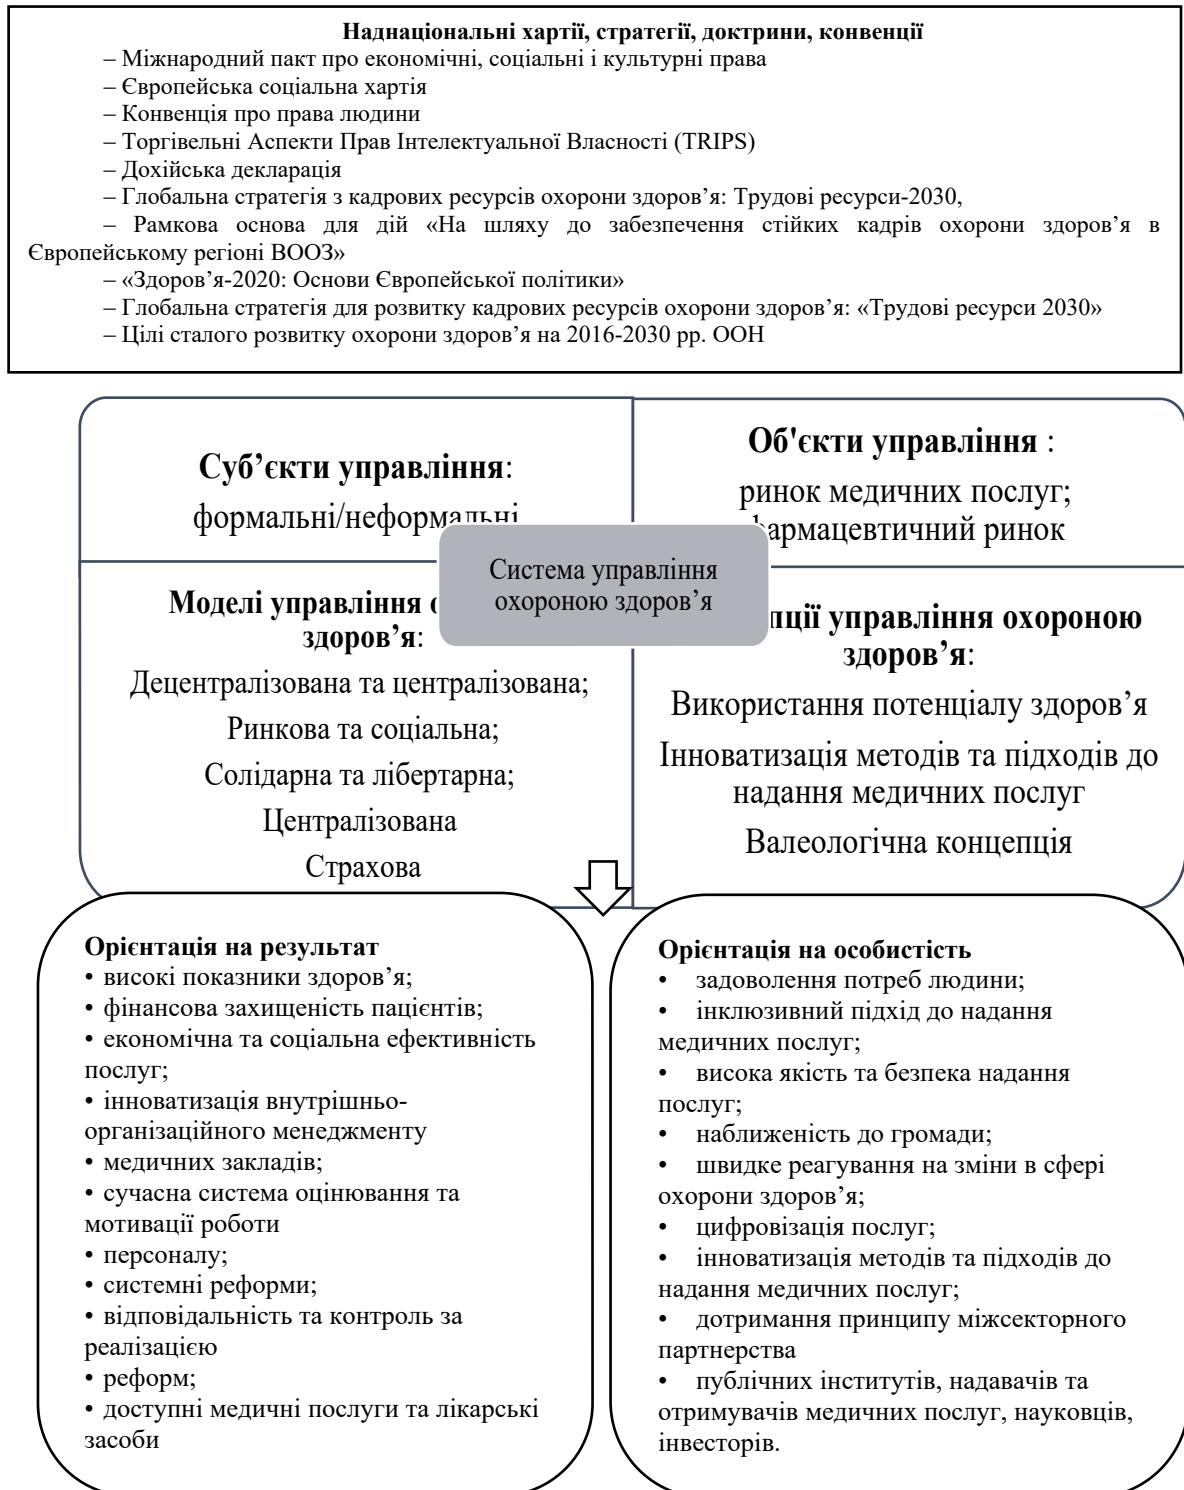 Наднаціональні хартії, стратегії, доктрини, конвенції
– Міжнародний пакт про економічні, соціальні і культурні права
– Європейська соціальна хартія
– Конвенція про права людини
– Торгівельні Аспекти Прав Інтелектуальної Власності (TRIPS)
– Дохійська декларація
– Глобальна стратегія з кадрових ресурсів охорони здоров’я: Трудові ресурси-2030,
– Рамкова основа для дій «На шляху до забезпечення стійких кадрів охорони здоров’я в
Європейському регіоні ВООЗ»
– «Здоров’я-2020: Основи Європейської політики»
– Глобальна стратегія для розвитку кадрових ресурсів охорони здоров’я: «Трудові ресурси 2030»
– Цілі сталого розвитку охорони здоров’я на 2016-2030 рр. ООН
Суб’єкти управління:
формальні/неформальні
Об'єкти управління :
ринок медичних послуг;
фармацевтичний ринок
Система управління
охороною здоров’я
Моделі управління
здоров’я:
Децентралізована та централізована;
Ринкова та соціальна;
Солідарна та лібертарна;
Централізована
Страхова
управління охороною
здоров’я:
Використання потенціалу здоров’я
Інноватизація методів та підходів до
надання медичних послуг
Валеологічна концепція
Орієнтація на результат
• високі показники здоров’я;
• фінансова захищеність пацієнтів;
• економічна та соціальна ефективність
послуг;
• інноватизація внутрішньо-
організаційного менеджменту
• медичних закладів;
• сучасна система оцінювання та
мотивації роботи
• персоналу;
• системні реформи;
• відповідальність та контроль за
реалізацією
• реформ;
• доступні медичні послуги та лікарські
засоби
Орієнтація на особистість
• задоволення потреб людини;
• інклюзивний підхід до надання
медичних послуг;
• висока якість та безпека надання
послуг;
• наближеність до громади;
• швидке реагування на зміни в сфері
охорони здоров’я;
• цифровізація послуг;
• інноватизація методів та підходів до
надання медичних послуг;
• дотримання принципу міжсекторного
партнерства
• публічних інститутів, надавачів та
отримувачів медичних послуг, науковців,
інвесторів.